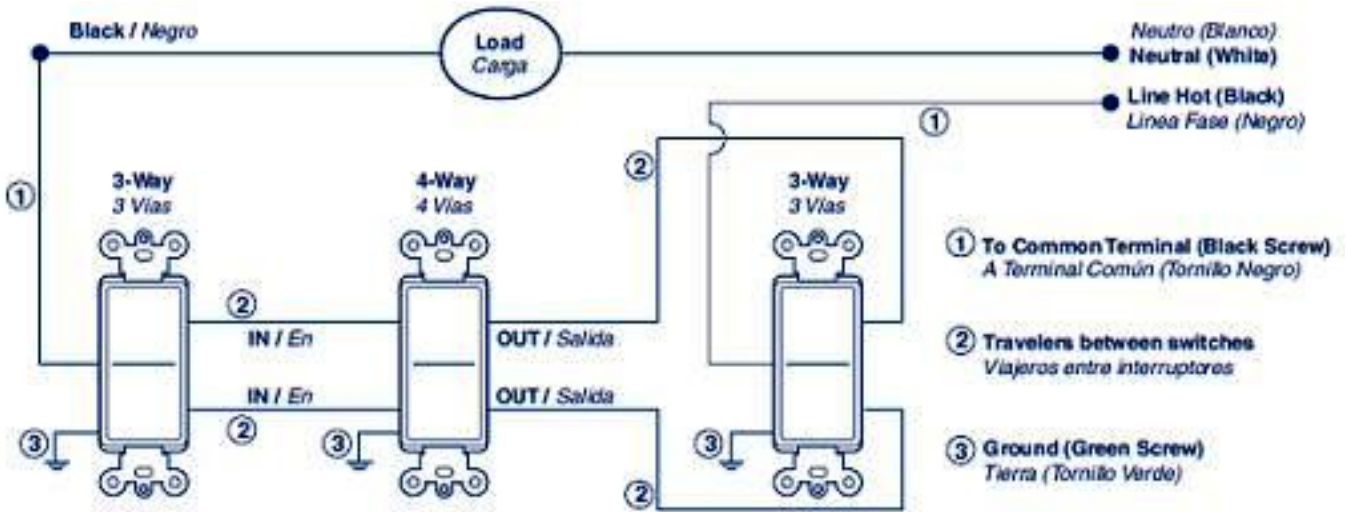 Black / Negro
Load
Carga
Neutro (Blanco)
Neutral (White)
Line Hot (Black)
Linea Fase (Negro)
1
2
1
3-Way
3 Vías
4-Way
4 Vías
3-Way
3 Vías
1 To Common Terminal (Black Screw)
A Terminal Común (Tornillo Negro)
2
IN / En
OUT / Salida
2 Travelers between switches
Viajeros entre interruptores
IN / En
OUT / Salida
2
3
3
3
3 Ground (Green Screw)
Tierra (Tornillo Verde)
2